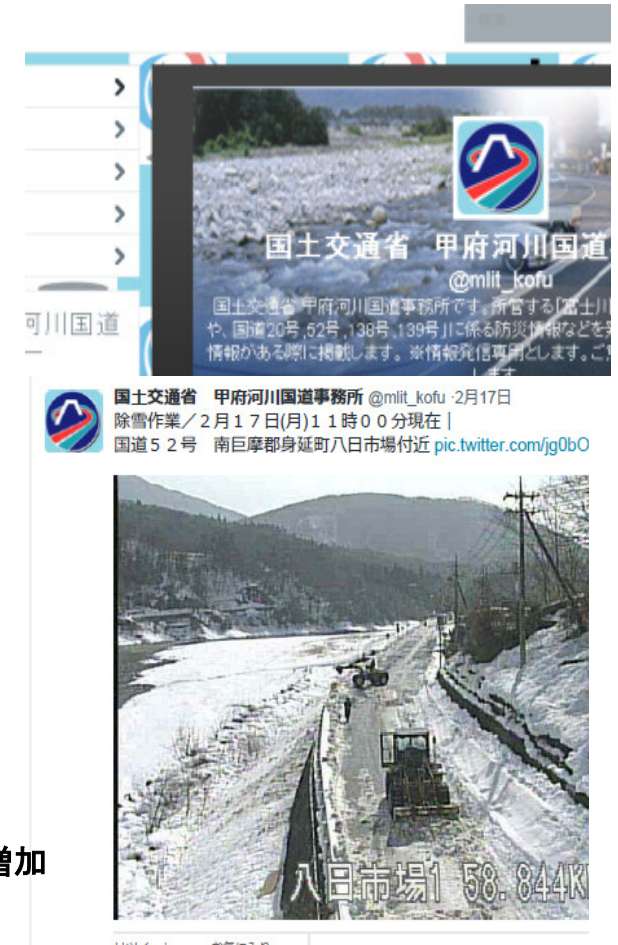 国土交通省　甲府河川国道
@mlit_kofu
国土交通省 甲府河川国道事務所です。所管する「富士川
や、国道20号,52号,138号,139号」に係る防災情報などを
情報がある際に掲載します。※情報発信専用とします。ご
します。
可川国道
国土交通省　甲府河川国道事務所 @mlit_kofu ·2月17日
除雪作業／２月１７日(月)１１時００分現在 |
国道５２号　南巨摩郡身延町八日市場付近 pic.twitter.com/jg0bO
八日市場1 58.844K
増加